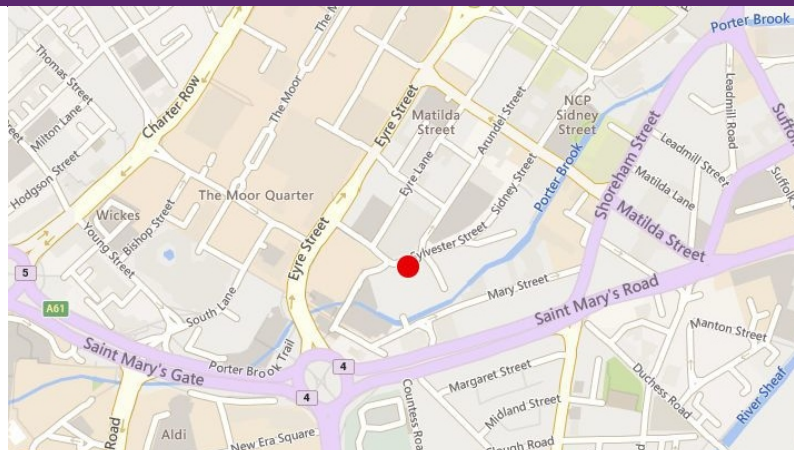 Porter Brook
Thomas Street
Milton Lane
Hodgson Street
Charter Row
The Moor
Eyre Street
Matilda
Street
Arundel Street
NCP
Sidney
Street
Leadmill Road
Leadmill Street
Matilda Lane
Shoreham Street
Matilda Street
Eyre Lane
Sidney Street
Porter Brook
The Moor Quarter
Wickes
Bishop Street
Young Street
Eyre Street
Sylvester Street
Mary Street
Saint Mary's Road
5
A61
South Lane
Saint Mary's Gate
Porter Brook Trail
4
4
Nanton Street
Margaret Street
Midland Street
Duchess Road
River Sheaf
Countess Roa
Clough Road
New Era Square
Aldi
Road